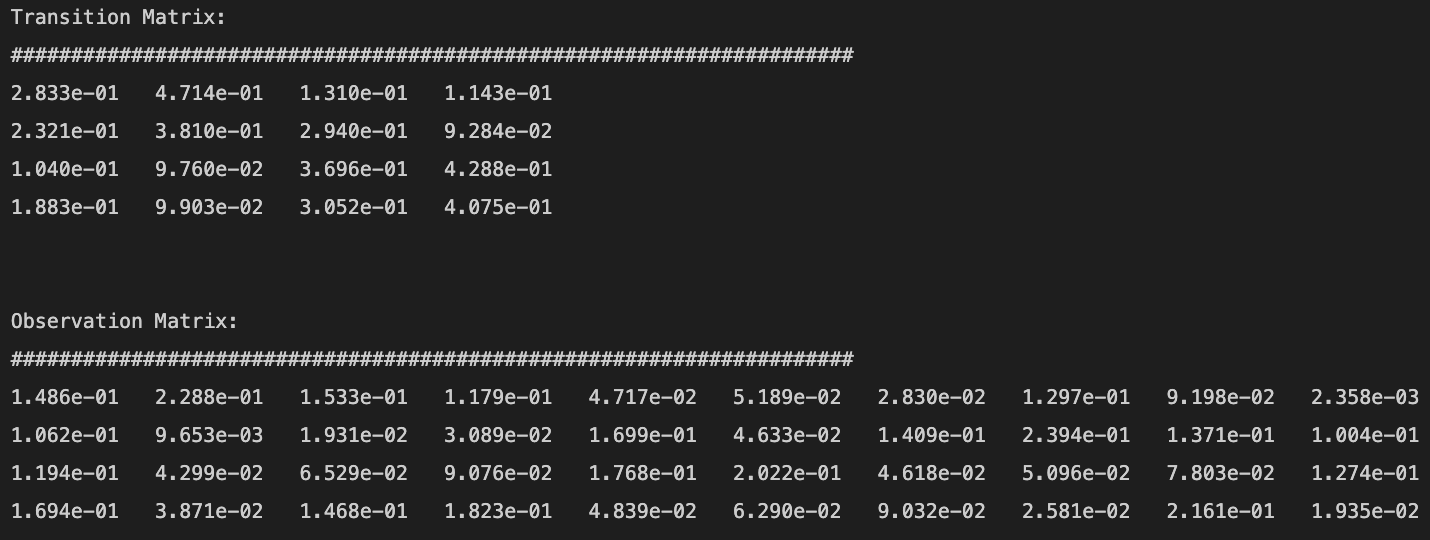 Transition Matrix:
######################################################################
2.833e-01   4.714e-01   1.310e-01   1.143e-01
2.321e-01   3.810e-01   2.940e-01   9.284e-02
1.040e-01   9.760e-02   3.696e-01   4.288e-01
1.883e-01   9.903e-02   3.052e-01   4.075e-01
Observation Matrix:
######################################################################
1.486e-01   2.288e-01   1.533e-01   1.179e-01   4.717e-02   5.189e-02   2.830e-02   1.297e-01   9.198e-02   2.358e-03
1.062e-01   9.653e-03   1.931e-02   3.089e-02   1.699e-01   4.633e-02   1.409e-01   2.394e-01   1.371e-01   1.004e-01
1.194e-01   4.299e-02   6.529e-02   9.076e-02   1.768e-01   2.022e-01   4.618e-02   5.096e-02   7.803e-02   1.274e-01
1.694e-01   3.871e-02   1.468e-01   1.823e-01   4.839e-02   6.290e-02   9.032e-02   2.581e-02   2.161e-01   1.935e-02